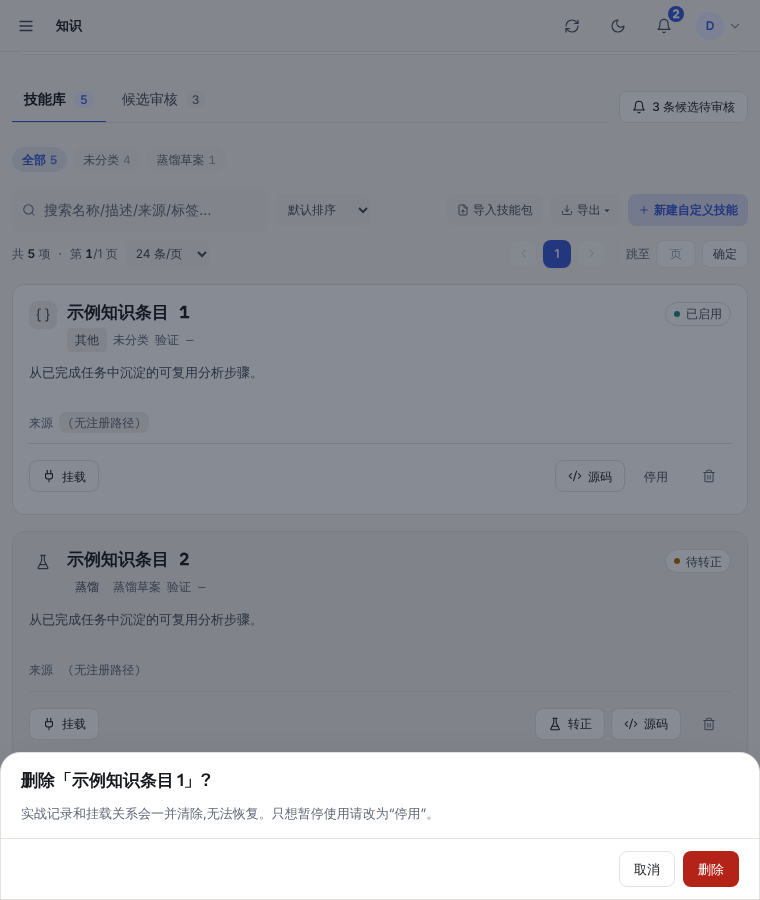 知识
2
D
技能库 5
候选审核 3
3 条候选待审核
全部 5
未分类 4
蒸馏草案 1
搜索名称/描述/来源/标签...
默认排序
导入技能包
导出
新建自定义技能
共 5 项 · 第 1/1 页
24 条/页
1
跳至
页
确定
示例知识条目 1
已启用
其他 未分类 验证 —
从已完成任务中沉淀的可复用分析步骤。
来源 (无注册路径)
挂载
源码
停用
示例知识条目 2
待转正
蒸馏 蒸馏草案 验证 —
从已完成任务中沉淀的可复用分析步骤。
来源 (无注册路径)
挂载
转正
源码
删除「示例知识条目 1」?
实战记录和挂载关系会一并清除,无法恢复。只想暂停使用请改为“停用”。
取消
删除